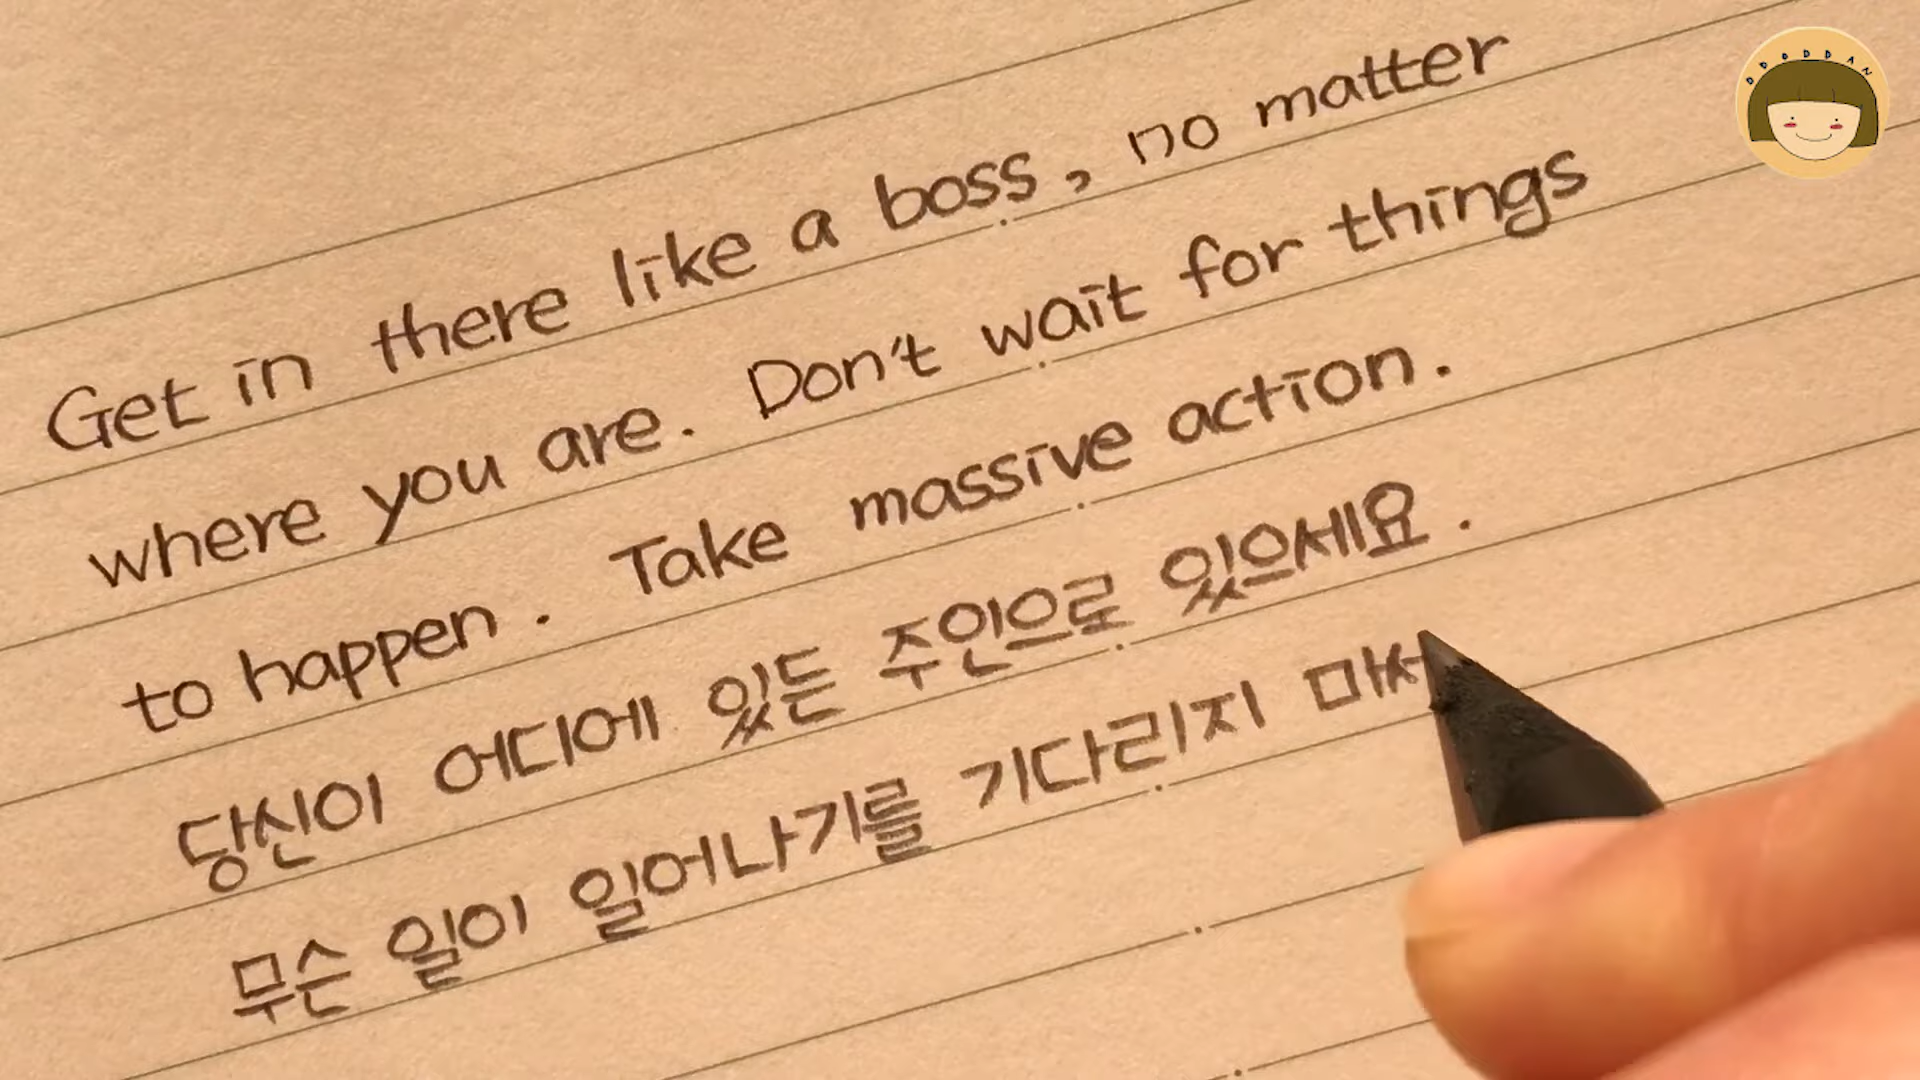 DDODDAN
Get in there like a boss, no matter
where you are. Don't wait for things
to happen. Take massive action.
당신이 어디에 있든 주인으로 있으세요.
무슨 일이 일어나기를 기다리지 마서